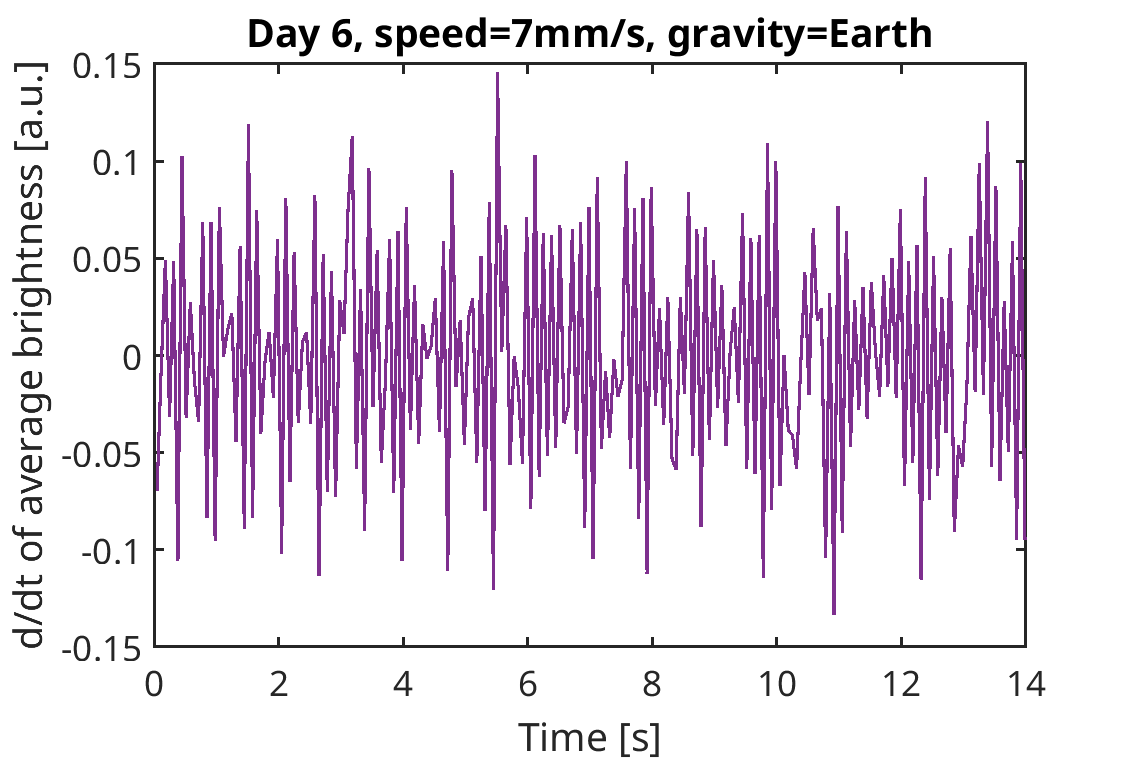 Day 6, speed=7mm/s, gravity=Earth
d/dt of average brightness [a.u.]
0.15
0.1
0.05
0
-0.05
-0.1
-0.15
0 2 4 6 8 10 12 14
Time [s]